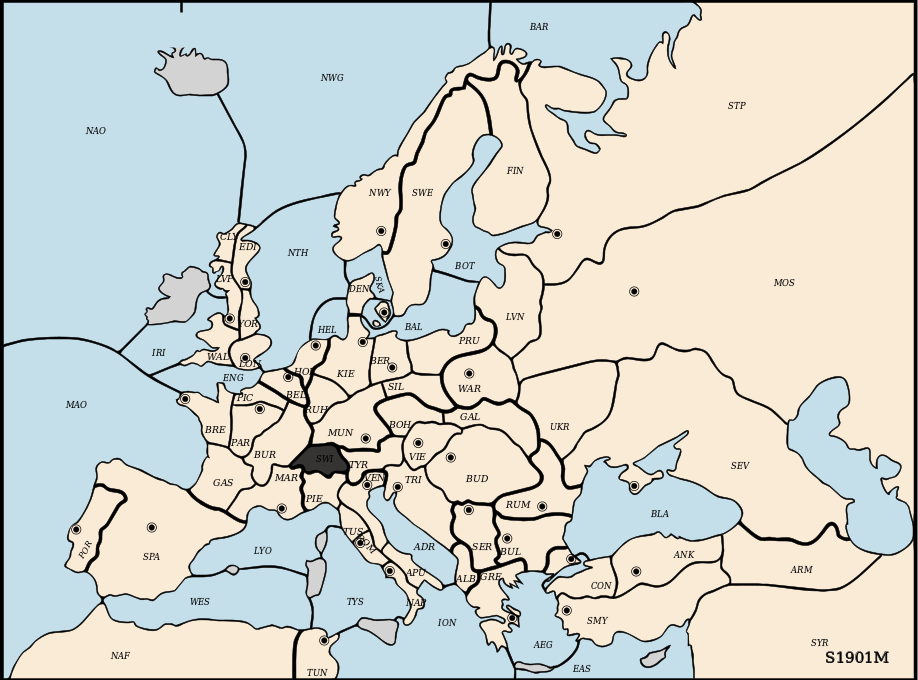 BAR
NWG
STP
NAO
FIN
NWY
SWE
CLY
EDI
NTH
BOT
MOS
LVP
DEN
SKA
YOR
LVN
HEL
BAL
IRI
WAL
LON
PRU
ENG
HOL
KIE
BER
SIL
WAR
MAO
PIC
BEL
RUH
BRE
PAR
MUN
BOH
GAL
UKR
BUR
SWI
TYR
VIE
SEV
GAS
MAR
PIE
VEN
TRI
BUD
RUM
BLA
POR
SPA
LYO
TUS
ROM
ADR
SER
BUL
ANK
APU
ALB
GRE
CON
ARM
WES
TYS
NAP
ION
SMY
AEG
SYR
NAF
TUN
EAS
S1901M